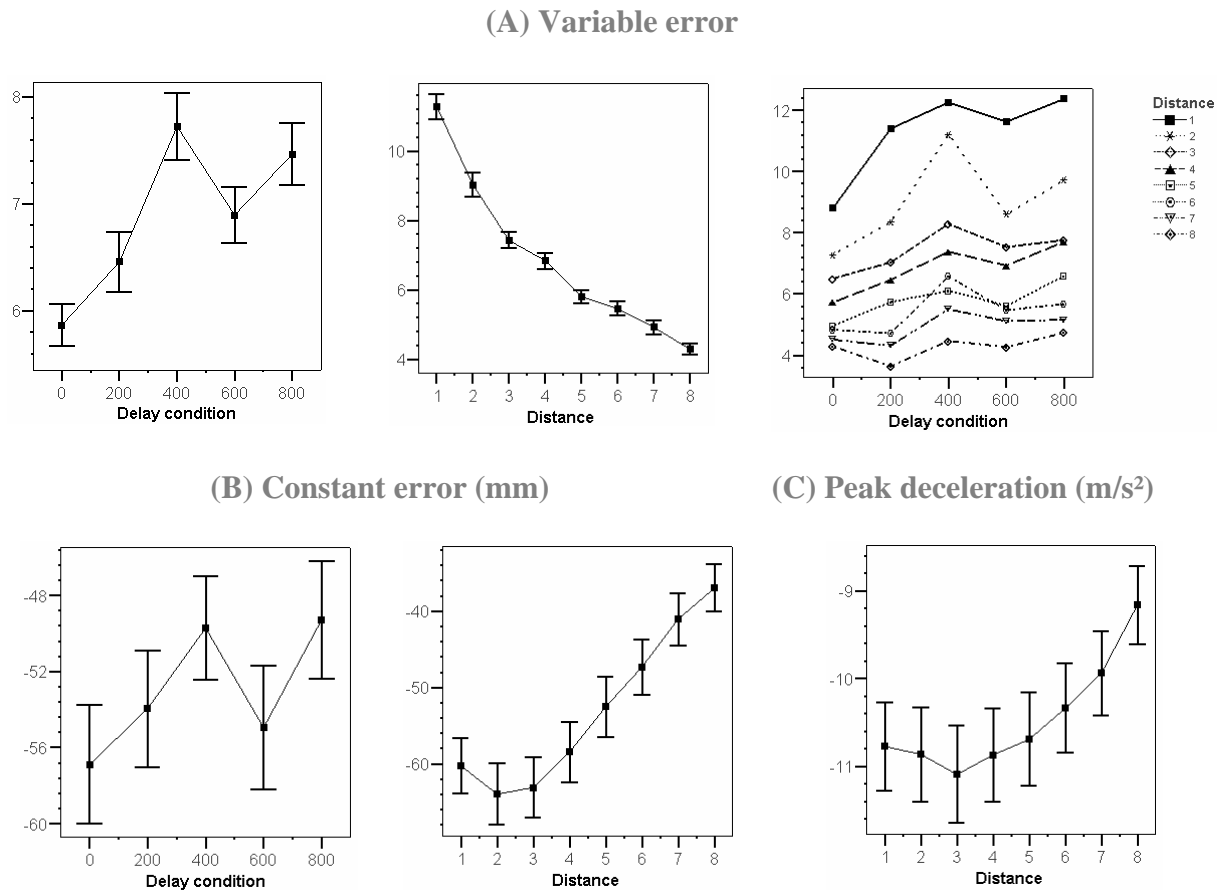 (A) Variable error
8
7
6
0 200 400 600 800
Delay condition
10
8
6
4
1 2 3 4 5 6 7 8
Distance
12
10
8
6
4
0 200 400 600 800
Delay condition
Distance
1
2
3
4
5
6
7
8
(B) Constant error (mm)
-48
-52
-56
-60
0 200 400 600 800
Delay condition
-40
-50
-60
1 2 3 4 5 6 7 8
Distance
(C) Peak deceleration (m/s²)
-9
-10
-11
1 2 3 4 5 6 7 8
Distance